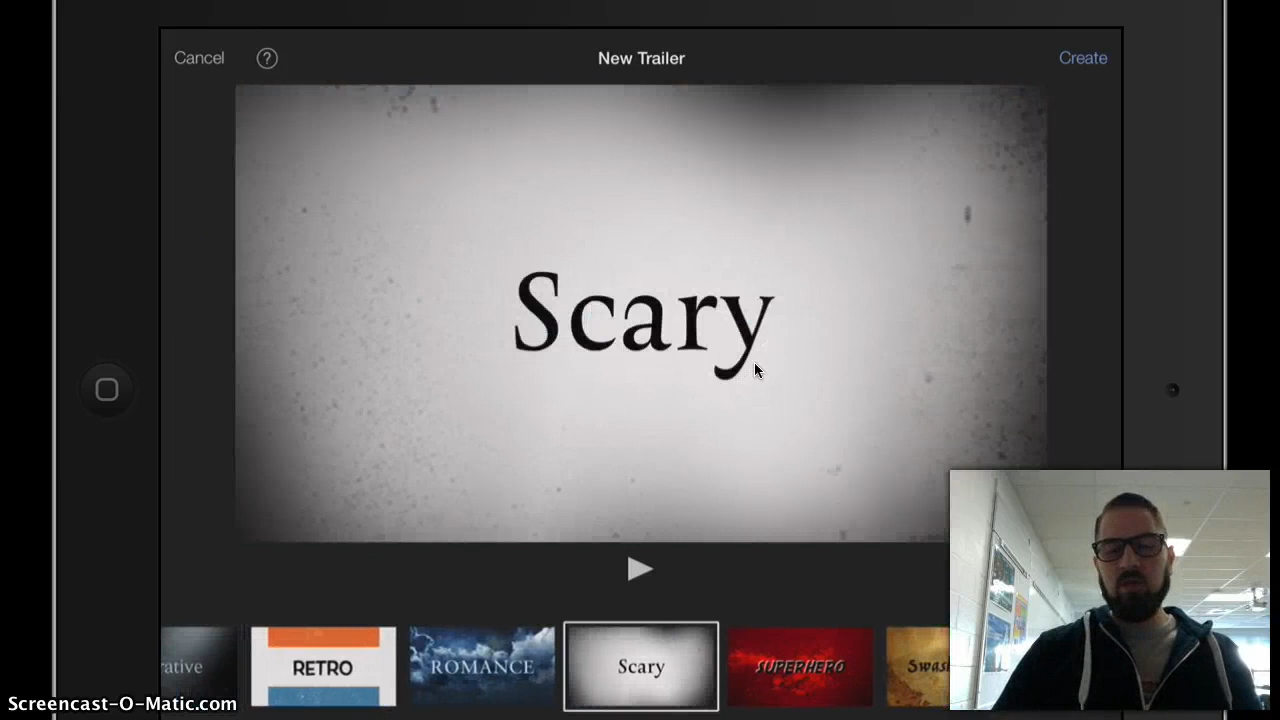 Cancel ? New Trailer Create
Scary
rative RETRO ROMANCE Scary SUPERHERO Swas
Screencast-O-Matic.com